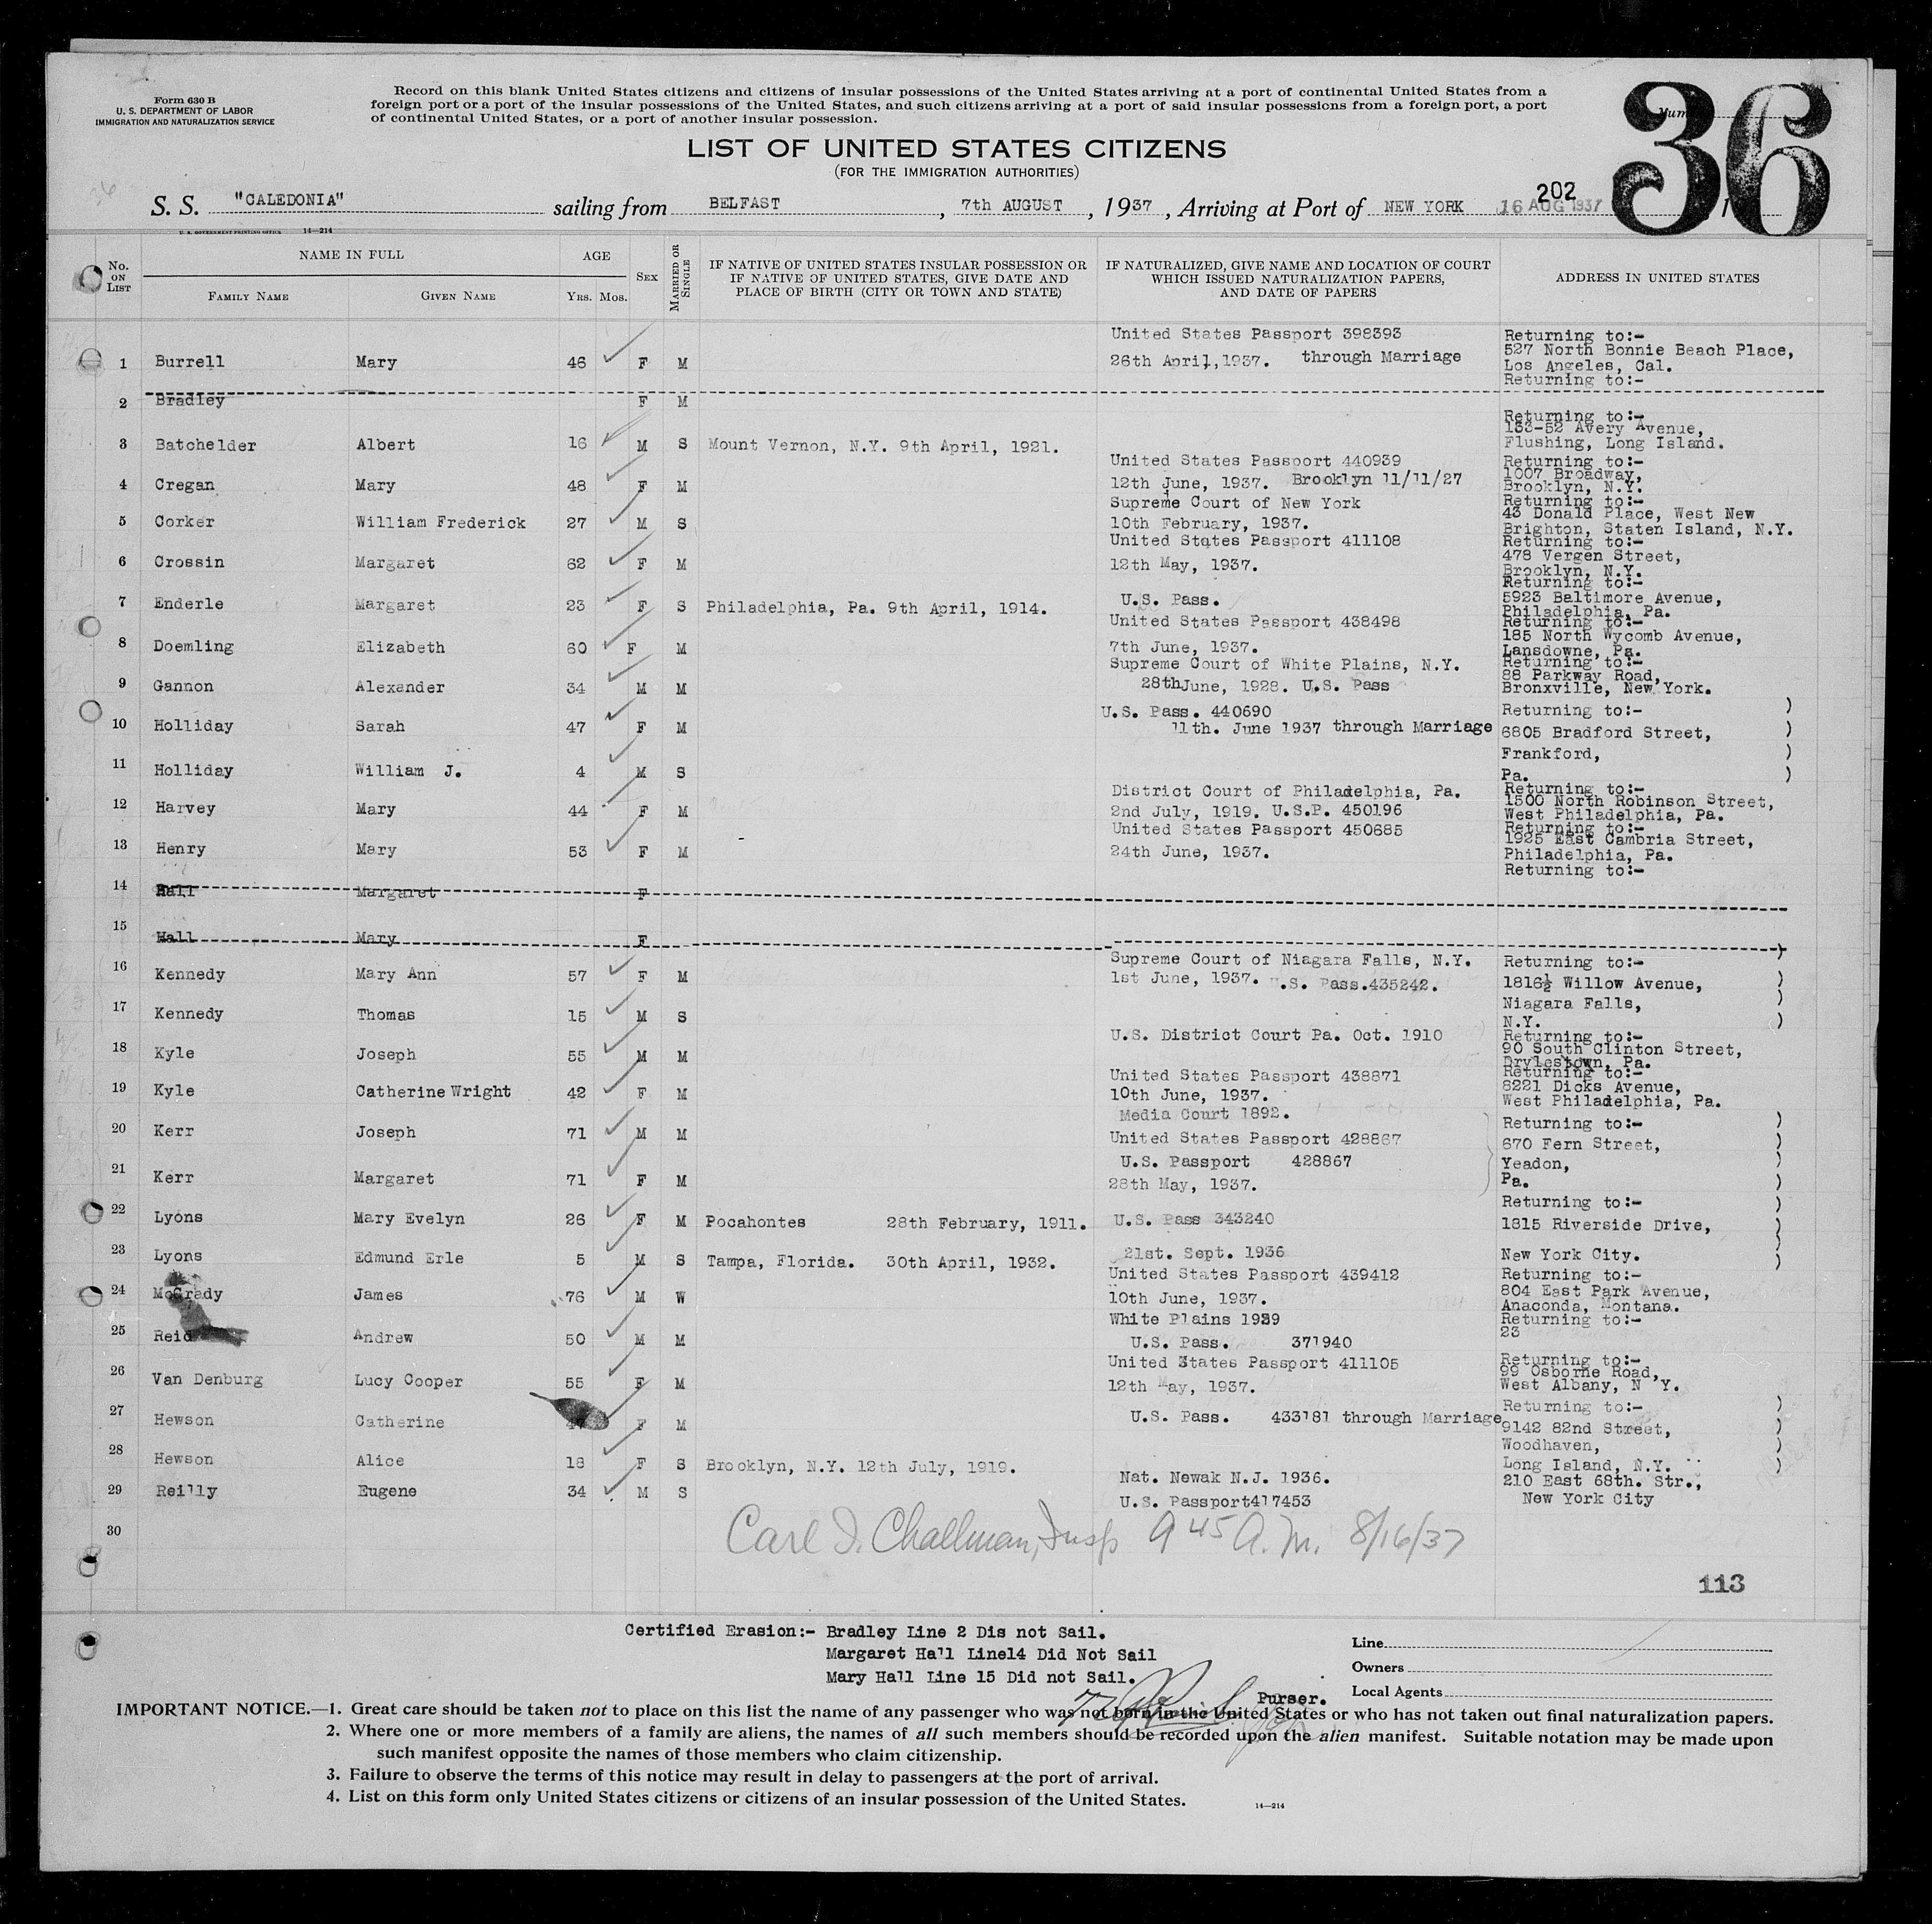 Form 630 B
U. S. DEPARTMENT OF LABOR
IMMIGRATION AND NATURALIZATION SERVICE
Record on this blank United States citizens and citizens of insular possessions of the United States arriving at a port of continental United States from a
foreign port or a port of the insular possessions of the United States, and such citizens arriving at a port of said insular possessions from a foreign port, a port
of continental United States, or a port of another insular possession.
36
LIST OF UNITED STATES CITIZENS
(FOR THE IMMIGRATION AUTHORITIES)
202
S. S. "CALEDONIA" sailing from BELFAST, 7th AUGUST, 1937, Arriving at Port of NEW YORK 16 AUG 1937
U. S. GOVERNMENT PRINTING OFFICE 14—214
No. ON LIST
NAME IN FULL
FAMILY NAME GIVEN NAME
AGE
YRS. MOS.
SEX
MARRIED OR SINGLE
IF NATIVE OF UNITED STATES INSULAR POSSESSION OR
IF NATIVE OF UNITED STATES, GIVE DATE AND
PLACE OF BIRTH (CITY OR TOWN AND STATE)
IF NATURALIZED, GIVE NAME AND LOCATION OF COURT
WHICH ISSUED NATURALIZATION PAPERS,
AND DATE OF PAPERS
ADDRESS IN UNITED STATES
1 Burrell Mary 46 F M United States Passport 398393
26th April, 1937. through Marriage
Returning to:-
527 North Bonnie Beach Place,
Los Angeles, Cal.
Returning to:-
2 Bradley F M
3 Batchelder Albert 16 M S Mount Vernon, N.Y. 9th April, 1921.
Returning to:-
133-52 Avery Avenue,
Flushing, Long Island.
4 Cregan Mary 48 F M United States Passport 440939
12th June, 1937. Brooklyn 11/11/27
Returning to:-
1007 Broadway,
Brooklyn, N.Y.
5 Corker William Frederick 27 M S Supreme Court of New York
10th February, 1937.
Returning to:-
43 Donald Place, West New
Brighton, Staten Island, N.Y.
6 Crossin Margaret 62 F M United States Passport 411108
12th May, 1937.
Returning to:-
478 Vergen Street,
Brooklyn, N.Y.
7 Enderle Margaret 23 F S Philadelphia, Pa. 9th April, 1914. U.S. Pass.
Returning to:-
5923 Baltimore Avenue,
Philadelphia, Pa.
8 Doemling Elizabeth 60 F M United States Passport 438498
7th June, 1937.
Returning to:-
185 North Wycomb Avenue,
Lansdowne, Pa.
9 Gannon Alexander 34 M M Supreme Court of White Plains, N.Y.
28th June, 1928. U.S. Pass
Returning to:-
88 Parkway Road,
Bronxville, New York.
10 Holliday Sarah 47 F M U.S. Pass. 440690
11th. June 1937 through Marriage
Returning to:-
6805 Bradford Street,
11 Holliday William J. 4 M S
Frankford,
Pa.
12 Harvey Mary 44 F M District Court of Philadelphia, Pa.
2nd July, 1919. U.S.P. 450196
Returning to:-
1500 North Robinson Street,
West Philadelphia, Pa.
13 Henry Mary 53 F M United States Passport 450685
24th June, 1937.
Returning to:-
1925 East Cambria Street,
Philadelphia, Pa.
Returning to:-
14 Hall Margaret F
15 Hall Mary F
16 Kennedy Mary Ann 57 F M Supreme Court of Niagara Falls, N.Y.
1st June, 1937. U.S. Pass.435242.
Returning to:-
1816½ Willow Avenue,
17 Kennedy Thomas 15 M S
Niagara Falls,
N.Y.
18 Kyle Joseph 55 M M U.S. District Court Pa. Oct. 1910
Returning to:-
90 South Clinton Street,
Drylestown, Pa.
19 Kyle Catherine Wright 42 F M United States Passport 438871
10th June, 1937.
Returning to:-
8221 Dicks Avenue,
West Philadelphia, Pa.
20 Kerr Joseph 71 M M Media Court 1892.
United States Passport 428867
Returning to:-
670 Fern Street,
21 Kerr Margaret 71 F M U.S. Passport 428867
28th May, 1937.
Yeadon,
Pa.
22 Lyons Mary Evelyn 26 F M Pocahontes 28th February, 1911. U.S. Pass 343240
Returning to:-
1815 Riverside Drive,
23 Lyons Edmund Erle 5 M S Tampa, Florida. 30th April, 1932. 21st. Sept. 1936
New York City.
24 McGrady James 76 M W United States Passport 439412
10th June, 1937.
Returning to:-
804 East Park Avenue,
Anaconda, Montana.
25 Reid Andrew 50 M M White Plains 1939
U.S. Pass. 371940
Returning to:-
23
26 Van Denburg Lucy Cooper 55 F M United States Passport 411105
12th May, 1937.
Returning to:-
99 Osborne Road,
West Albany, N Y.
27 Hewson Catherine F M U.S. Pass. 433181 through Marriage
Returning to:-
9142 82nd Street,
Woodhaven,
28 Hewson Alice 18 F S Brooklyn, N.Y. 12th July, 1919.
Long Island, N.Y.
29 Reilly Eugene 34 M S Nat. Newak N.J. 1936.
U.S. Passport417453
210 East 68th. Str.,
New York City
30
Carl J. Challman, Insp 9 45 A.M. 8/16/37
113
Certified Erasion:- Bradley Line 2 Dis not Sail.
Margaret Hall Line14 Did Not Sail
Mary Hall Line 15 Did not Sail.
Purser.
Line
Owners
Local Agents
IMPORTANT NOTICE.—1. Great care should be taken not to place on this list the name of any passenger who was not born in the United States or who has not taken out final naturalization papers.
2. Where one or more members of a family are aliens, the names of all such members should be recorded upon the alien manifest. Suitable notation may be made upon
such manifest opposite the names of those members who claim citizenship.
3. Failure to observe the terms of this notice may result in delay to passengers at the port of arrival.
4. List on this form only United States citizens or citizens of an insular possession of the United States.
14—214